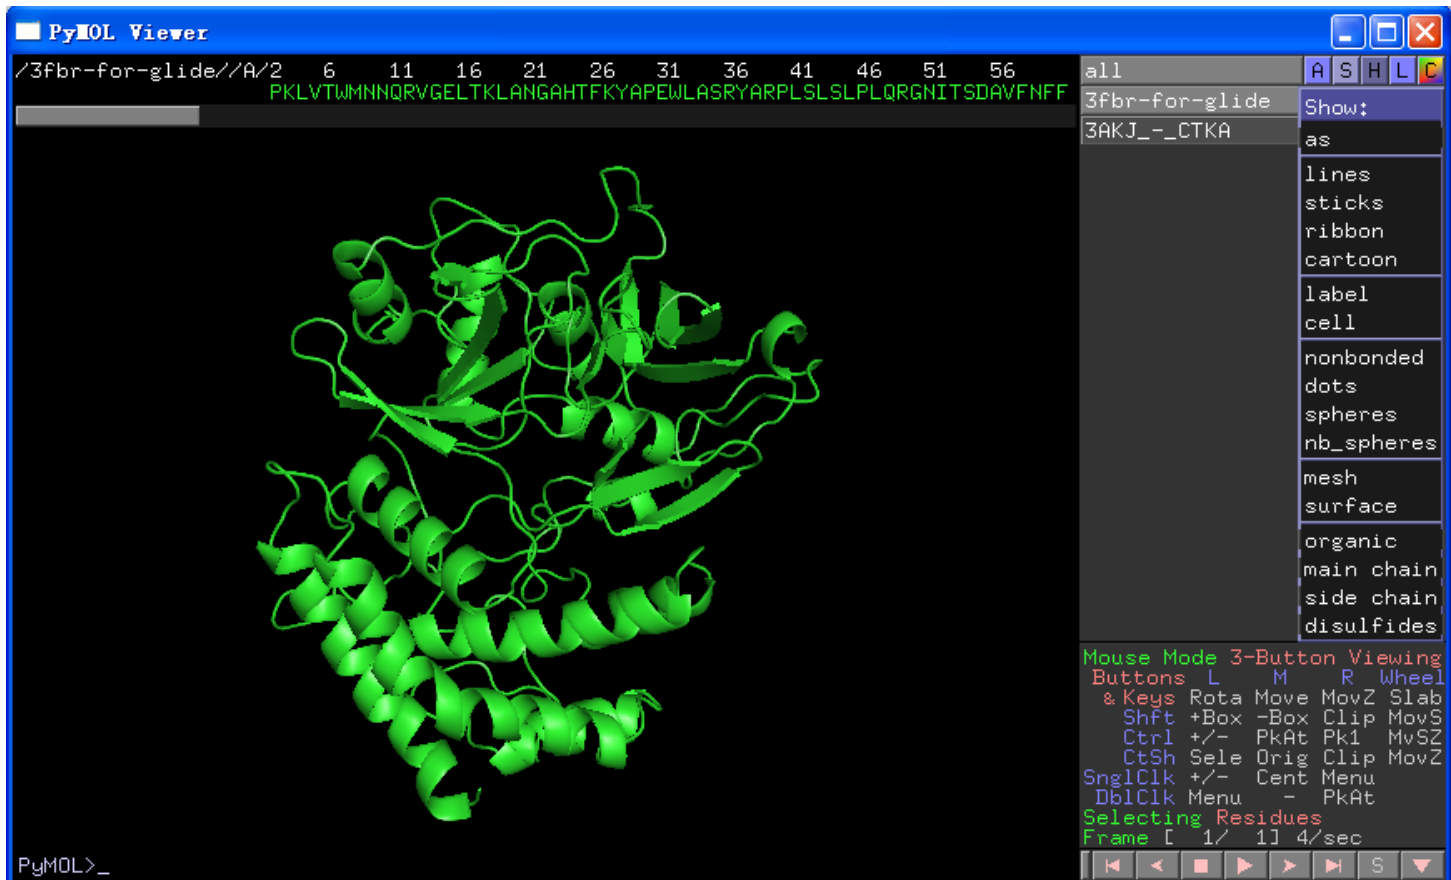 PyMOL Viewer
/3fbr-for-glide//A/2 6 11 16 21 26 31 36 41 46 51 56
PKLVTWMNNQRVGELTKLANGAHTFKYAPEWLASRYARPLSLSLPLQRGNITSDAVFNFF
all A S H L C
3fbr-for-glide
3AKJ_-_CTKA
Show:
as
lines
sticks
ribbon
cartoon
label
cell
nonbonded
dots
spheres
nb_spheres
mesh
surface
organic
main chain
side chain
disulfides
Mouse Mode 3-Button Viewing
Buttons L M R Wheel
& Keys Rota Move MovZ Slab
Shft +Box -Box Clip MovS
Ctrl +/- PkAt Pk1 MvSZ
CtSh Sele Orig Clip MovZ
SnglClk +/- Cent Menu
DblClk Menu - PkAt
Selecting Residues
Frame [ 1/ 1] 4/sec
PyMOL>_
S